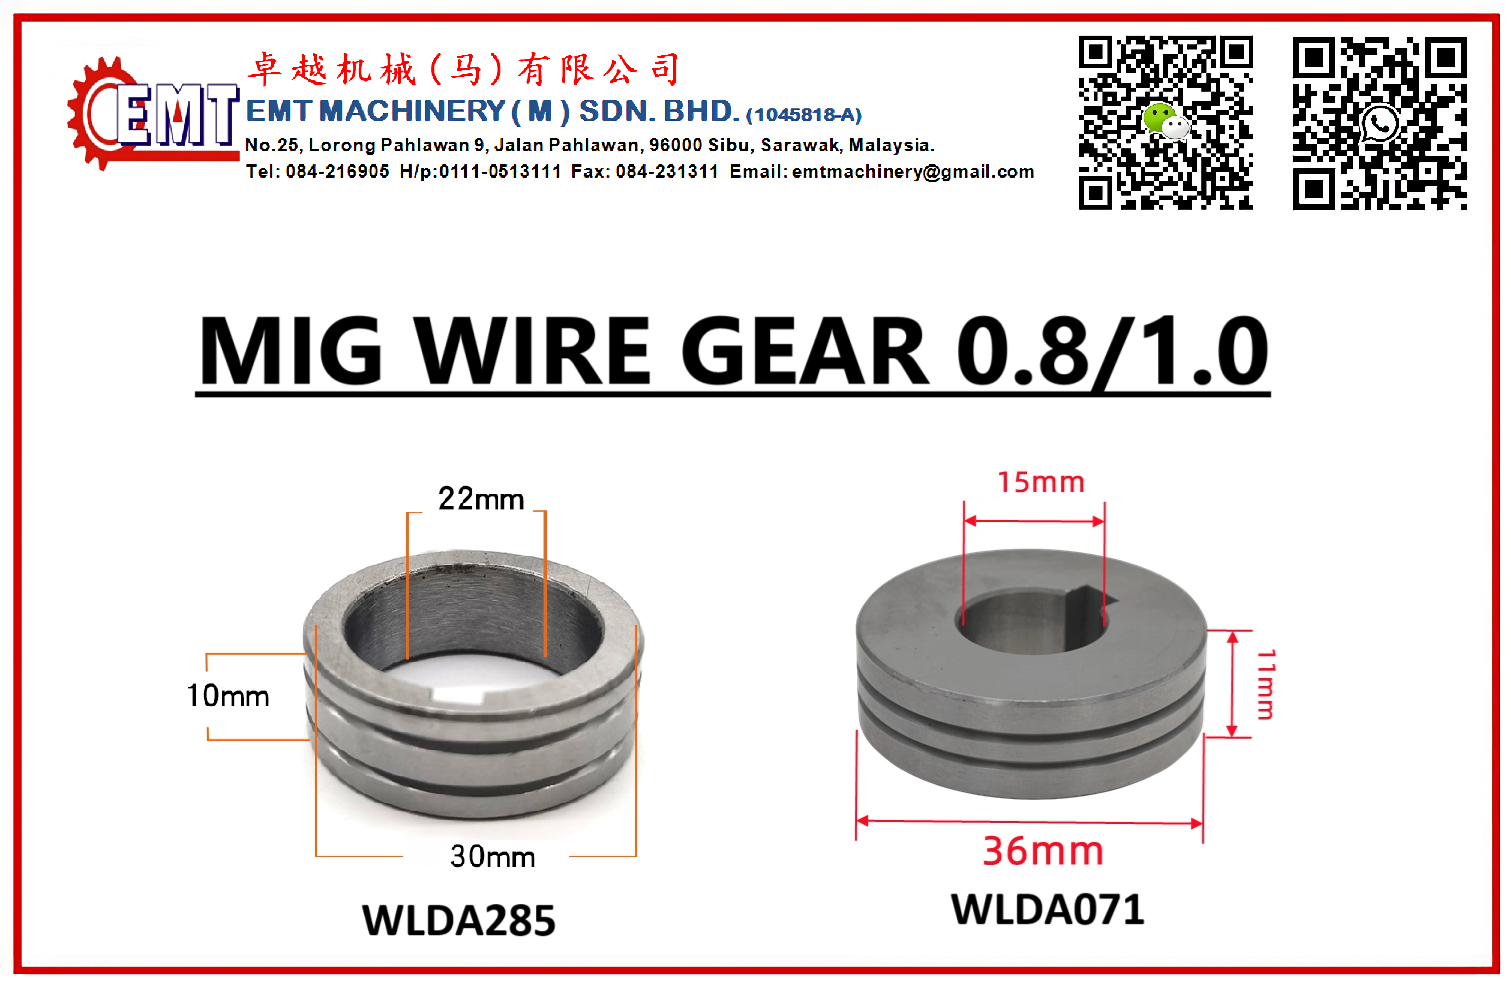 EMT
卓越机械(马)有限公司
EMT MACHINERY ( M ) SDN. BHD. (1045818-A)
No.25, Lorong Pahlawan 9, Jalan Pahlawan, 96000 Sibu, Sarawak, Malaysia.
Tel: 084-216905 H/p:0111-0513111 Fax: 084-231311 Email: emtmachinery@gmail.com
MIG WIRE GEAR 0.8/1.0
22mm
10mm
30mm
WLDA285
15mm
11mm
36mm
WLDA071